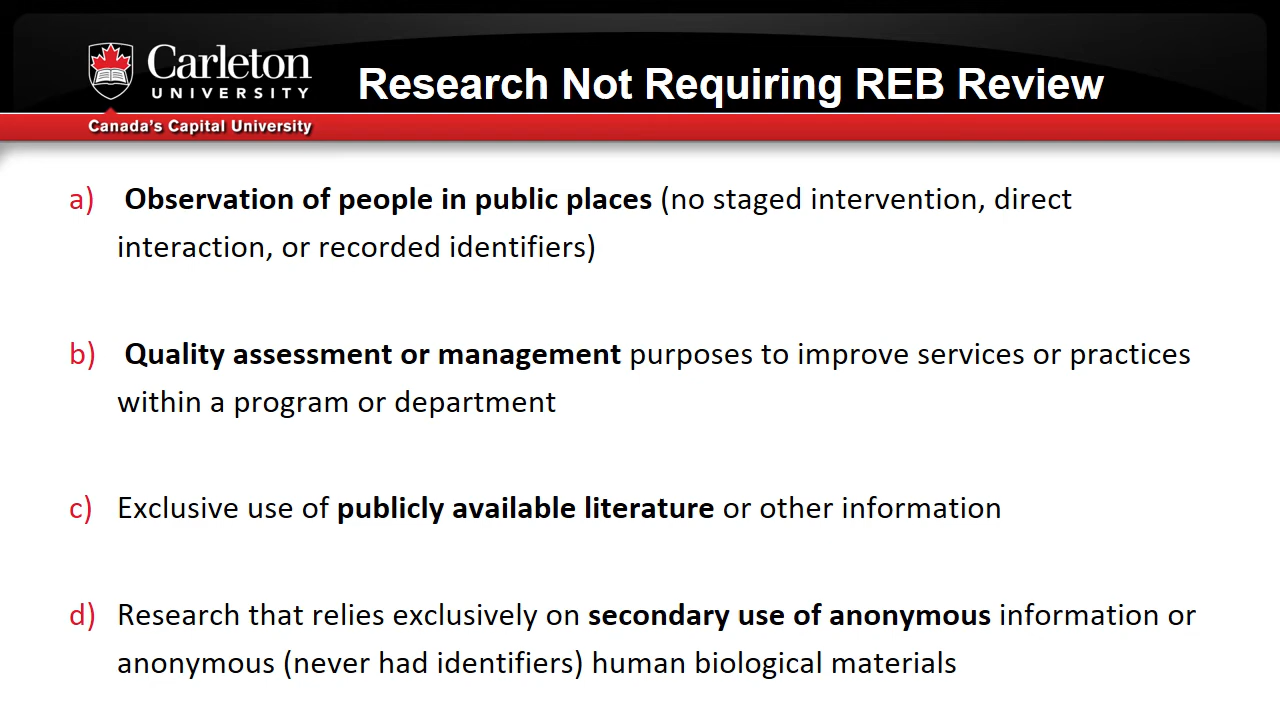 Carleton
UNIVERSITY
Canada's Capital University
Research Not Requiring REB Review
a) Observation of people in public places (no staged intervention, direct
interaction, or recorded identifiers)
b) Quality assessment or management purposes to improve services or practices
within a program or department
c) Exclusive use of publicly available literature or other information
d) Research that relies exclusively on secondary use of anonymous information or
anonymous (never had identifiers) human biological materials